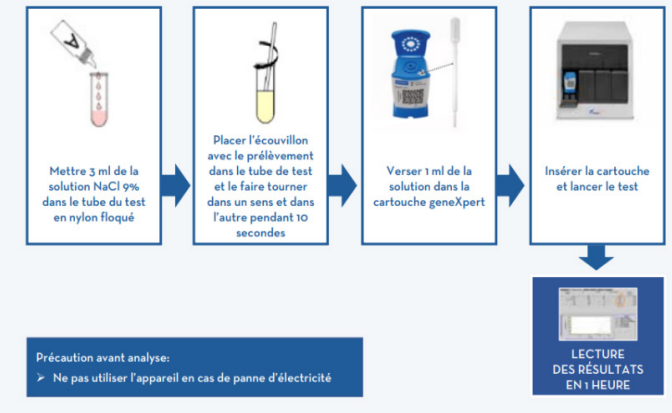 A
Mettre 3 ml de la
solution NaCl 9%
dans le tube du test
en nylon floqué
Placer l'écouvillon
avec le prélèvement
dans le tube de test
et le faire tourner
dans un sens et dans
l'autre pendant 10
secondes
Verser 1 ml de la
solution dans la
cartouche geneXpert
Insérer la cartouche
et lancer le test
LECTURE
DES RÉSULTATS
EN 1 HEURE
Précaution avant analyse:
➢ Ne pas utiliser l'appareil en cas de panne d'électricité